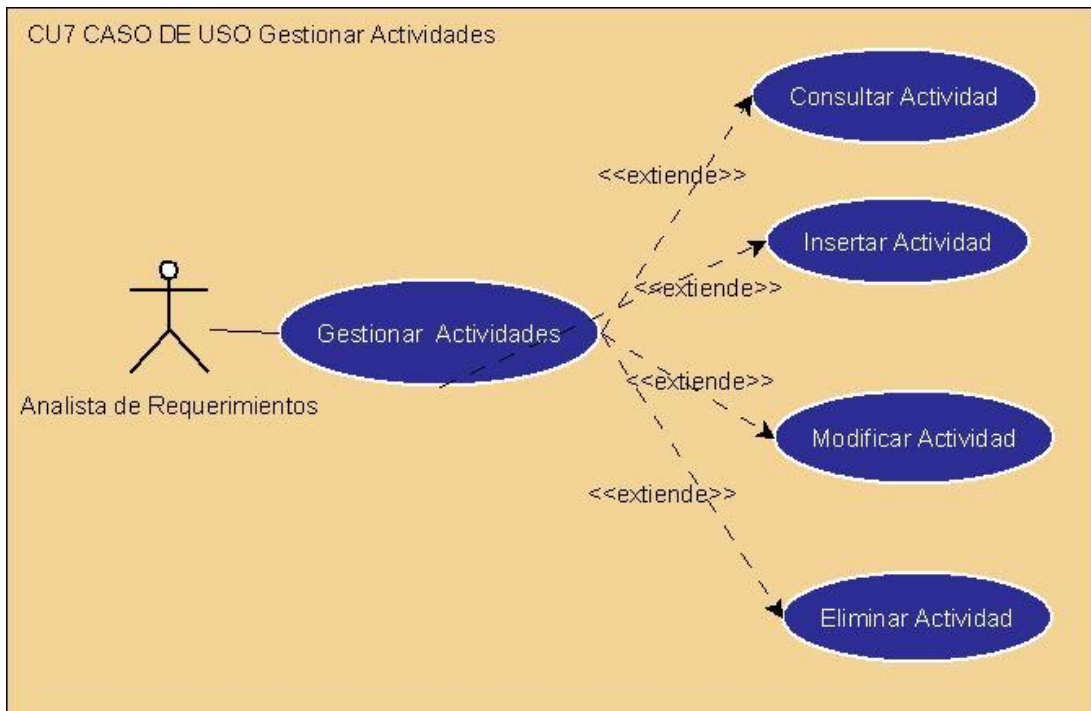 CU7 CASO DE USO Gestionar Actividades
Consultar Actividad
<<extiende>>
Insertar Actividad
<<extiende>>
Gestionar Actividades
<<extiende>>
Analista de Requerimientos
Modificar Actividad
<<extiende>>
Eliminar Actividad